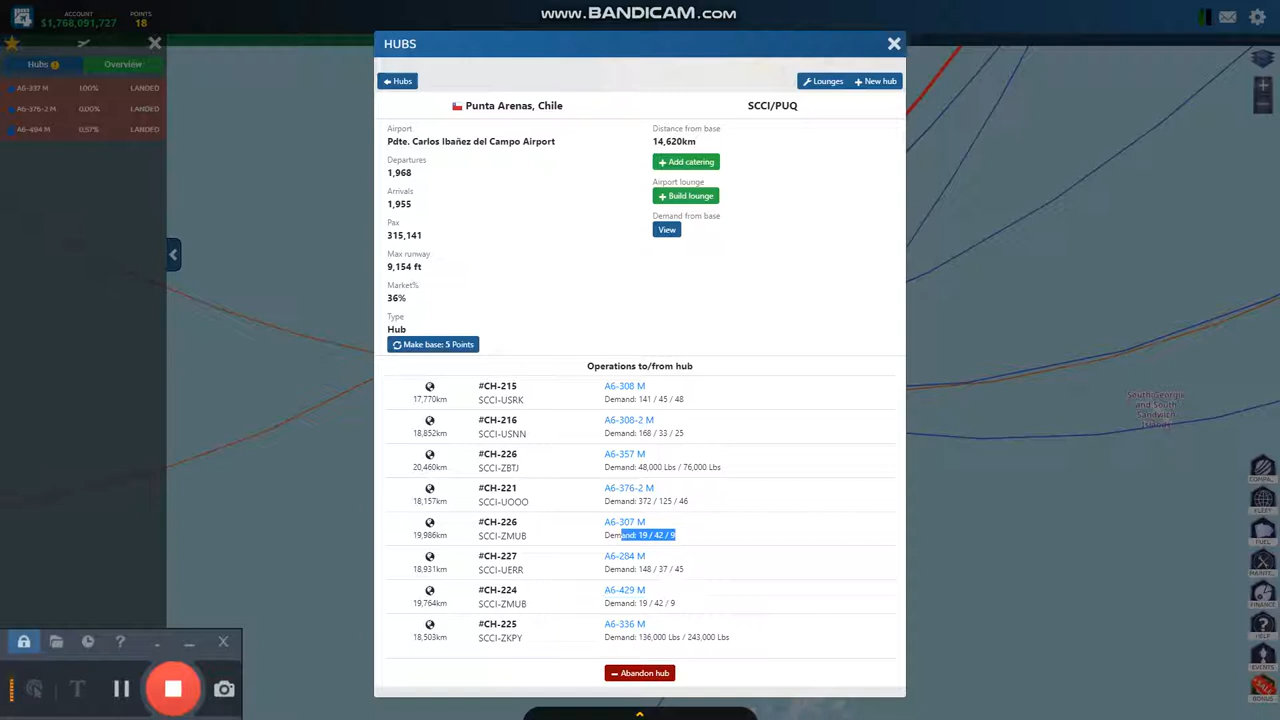 www.BANDICAM.com
ACCOUNT
$1,768,091,727
POINTS
18
Hubs
Overview
A6-337 M 1.00% LANDED
A6-376-2 M 0.00% LANDED
A6-494 M 0.57% LANDED
HUBS
Hubs
Lounges
New hub
Punta Arenas, Chile
SCCI/PUQ
Airport
Pdte. Carlos Ibañez del Campo Airport
Departures
1,968
Arrivals
1,955
Pax
315,141
Max runway
9,154 ft
Market%
36%
Type
Hub
Make base: 5 Points
Distance from base
14,620km
Add catering
Airport lounge
Build lounge
Demand from base
View
Operations to/from hub
#CH-215 A6-308 M
17,770km SCCI-USRK Demand: 141 / 45 / 48
#CH-216 A6-308-2 M
18,852km SCCI-USNN Demand: 168 / 33 / 25
#CH-226 A6-357 M
20,460km SCCI-ZBTJ Demand: 48,000 Lbs / 76,000 Lbs
#CH-221 A6-376-2 M
18,157km SCCI-UOOO Demand: 372 / 125 / 46
#CH-226 A6-307 M
19,986km SCCI-ZMUB Demand: 19 / 42 / 9
#CH-227 A6-284 M
18,931km SCCI-UERR Demand: 148 / 37 / 45
#CH-224 A6-429 M
19,764km SCCI-ZMUB Demand: 19 / 42 / 9
#CH-225 A6-336 M
18,503km SCCI-ZKPY Demand: 136,000 Lbs / 243,000 Lbs
Abandon hub
South Georgia
and South
Sandwich
Islands
COMPA...
FLEET
FUEL
MAINTE...
FINANCE
HELP
EVENTS
BONUS